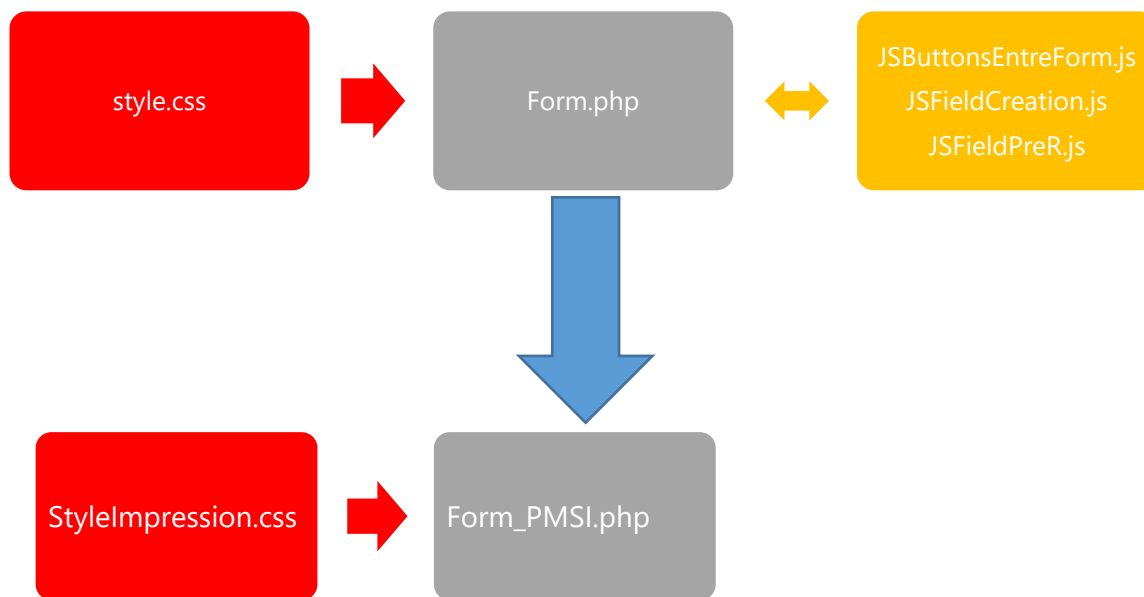 style.css
Form.php
JSButtonsEntreForm.js
JSFieldCreation.js
JSFieldPreR.js
StyleImpression.css
Form_PMSI.php